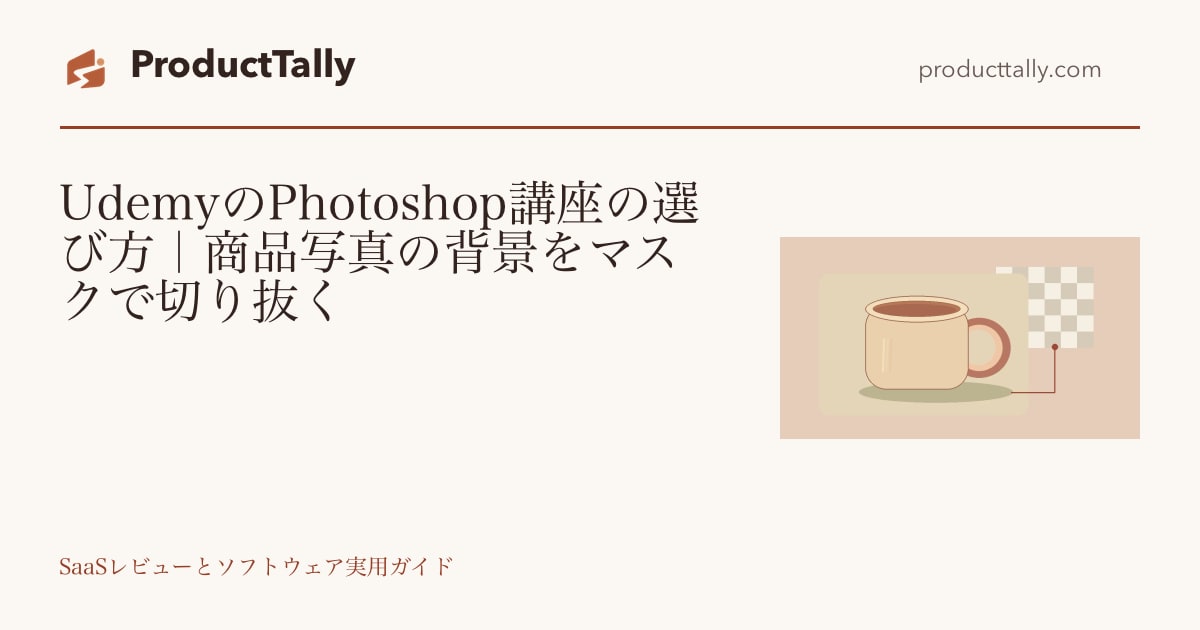 ProductTally
producttally.com
UdemyのPhotoshop講座の選
び方｜商品写真の背景をマス
クで切り抜く
SaaSレビューとソフトウェア実用ガイド